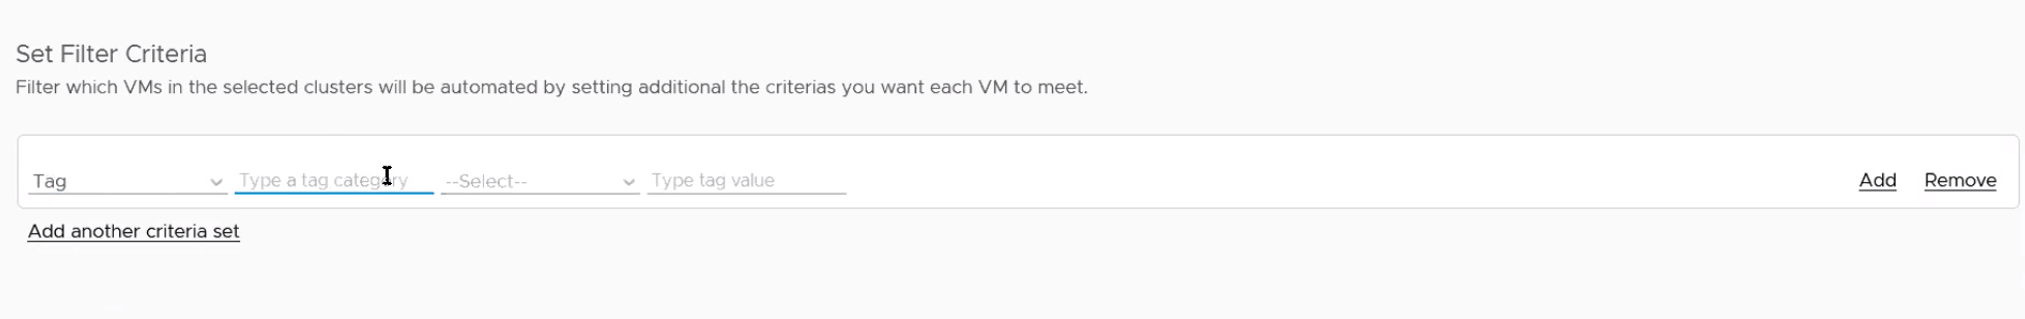 Set Filter Criteria
Filter which VMs in the selected clusters will be automated by setting additional the criterias you want each VM to meet.
Tag Type a tag category --Select-- Type tag value Add Remove
Add another criteria set